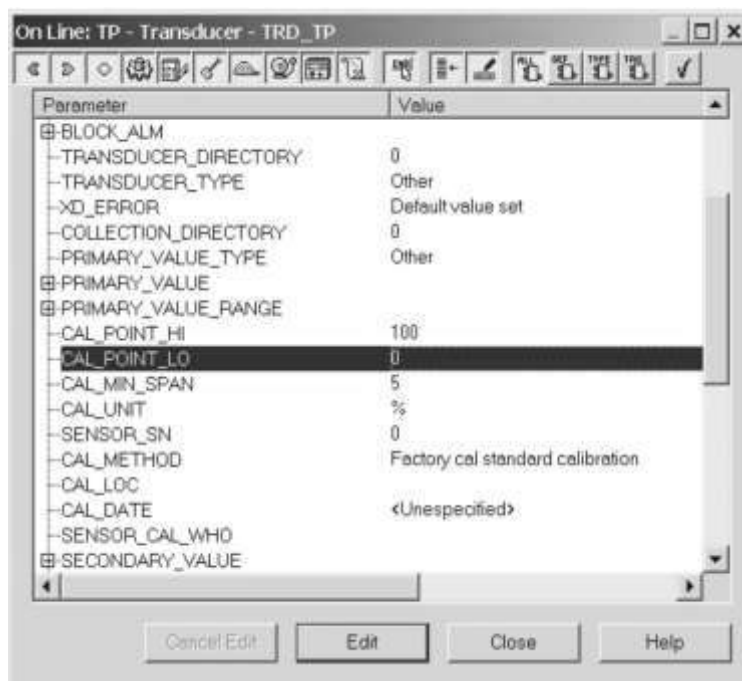 On Line: TP - Transducer - TRD_TP
Parameter Value
BLOCK_ALM
TRANSDUCER_DIRECTORY 0
TRANSDUCER_TYPE Other
XD_ERROR Default value set
COLLECTION_DIRECTORY 0
PRIMARY_VALUE_TYPE Other
PRIMARY_VALUE
PRIMARY_VALUE_RANGE
CAL_POINT_HI 100
CAL_POINT_LO 0
CAL_MIN_SPAN 5
CAL_UNIT %
SENSOR_SN 0
CAL_METHOD Factory cal standard calibration
CAL_LOC
CAL_DATE <Unspecified>
SENSOR_CAL_WHO
SECONDARY_VALUE
Cancel Edit Edit Close Help